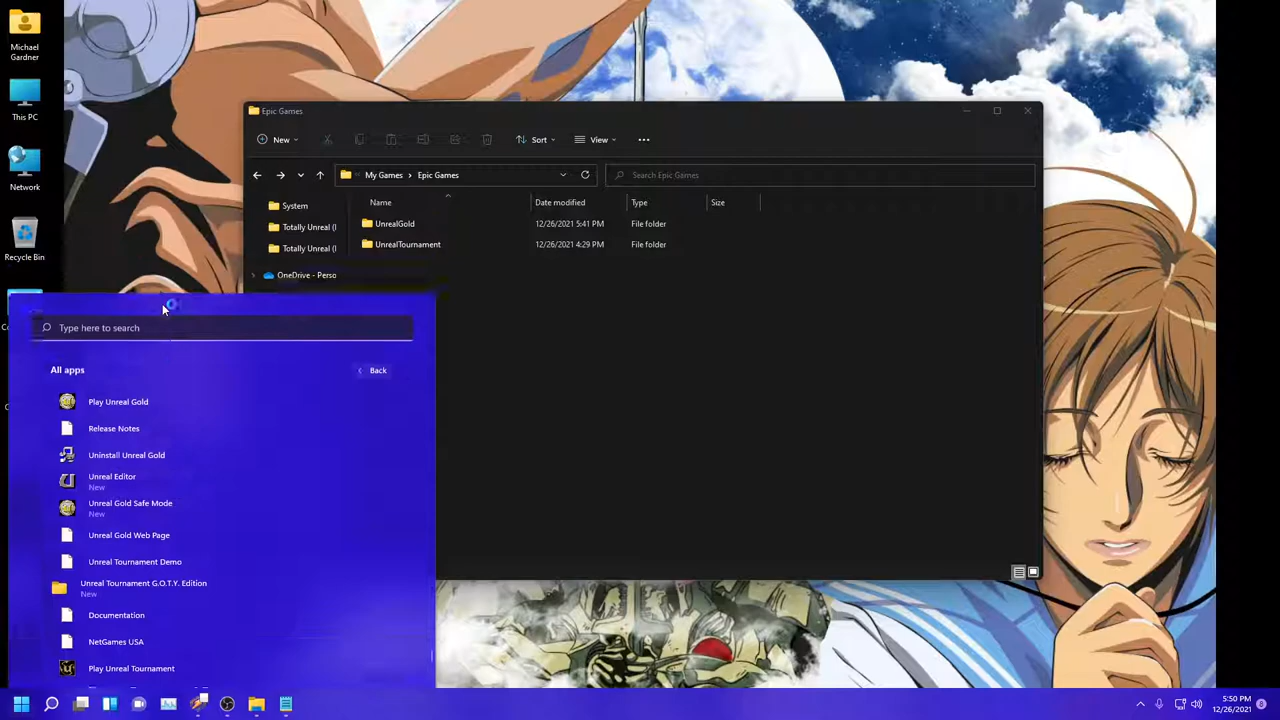 Michael
Gardner
This PC
Network
Recycle Bin
Epic Games
New
Sort
View
My Games > Epic Games
Search Epic Games
Name
Date modified
Type
Size
System
Totally Unreal (I
Totally Unreal (I
OneDrive - Perso
UnrealGold
12/26/2021 5:41 PM
File folder
UnrealTournament
12/26/2021 4:29 PM
File folder
Type here to search
All apps
Back
Play Unreal Gold
Release Notes
Uninstall Unreal Gold
Unreal Editor
New
Unreal Gold Safe Mode
New
Unreal Gold Web Page
Unreal Tournament Demo
Unreal Tournament G.O.T.Y. Edition
New
Documentation
NetGames USA
Play Unreal Tournament
5:50 PM
12/26/2021